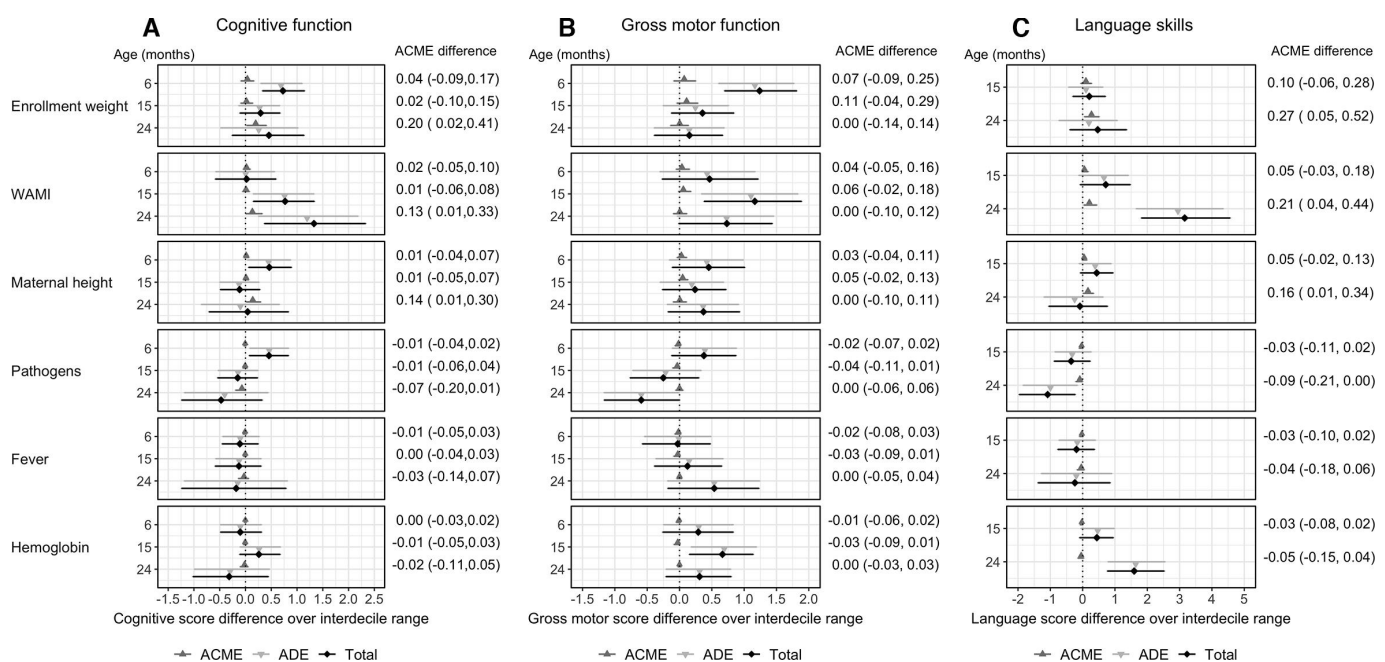 A Cognitive function
Age (months) ACME difference
Enrollment weight
6 0.04 (-0.09,0.17)
15 0.02 (-0.10,0.15)
24 0.20 ( 0.02,0.41)
WAMI
6 0.02 (-0.05,0.10)
15 0.01 (-0.06,0.08)
24 0.13 ( 0.01,0.33)
Maternal height
6 0.01 (-0.04,0.07)
15 0.01 (-0.05,0.07)
24 0.14 ( 0.01,0.30)
Pathogens
6 -0.01 (-0.04,0.02)
15 -0.01 (-0.06,0.04)
24 -0.07 (-0.20,0.01)
Fever
6 -0.01 (-0.05,0.03)
15 0.00 (-0.04,0.03)
24 -0.03 (-0.14,0.07)
Hemoglobin
6 0.00 (-0.03,0.02)
15 -0.01 (-0.05,0.03)
24 -0.02 (-0.11,0.05)
-1.5 -1.0 -0.5 0.0 0.5 1.0 1.5 2.0 2.5
Cognitive score difference over interdecile range
ACME ADE Total
B Gross motor function
Age (months) ACME difference
6 0.07 (-0.09, 0.25)
15 0.11 (-0.04, 0.29)
24 0.00 (-0.14, 0.14)
6 0.04 (-0.05, 0.16)
15 0.06 (-0.02, 0.18)
24 0.00 (-0.10, 0.12)
6 0.03 (-0.04, 0.11)
15 0.05 (-0.02, 0.13)
24 0.00 (-0.10, 0.11)
6 -0.02 (-0.07, 0.02)
15 -0.04 (-0.11, 0.01)
24 0.00 (-0.06, 0.06)
6 -0.02 (-0.08, 0.03)
15 -0.03 (-0.09, 0.01)
24 0.00 (-0.05, 0.04)
6 -0.01 (-0.06, 0.02)
15 -0.03 (-0.09, 0.01)
24 0.00 (-0.03, 0.03)
-1.5 -1.0 -0.5 0.0 0.5 1.0 1.5 2.0
Gross motor score difference over interdecile range
ACME ADE Total
C Language skills
Age (months) ACME difference
15 0.10 (-0.06, 0.28)
24 0.27 ( 0.05, 0.52)
15 0.05 (-0.03, 0.18)
24 0.21 ( 0.04, 0.44)
15 0.05 (-0.02, 0.13)
24 0.16 ( 0.01, 0.34)
15 -0.03 (-0.11, 0.02)
24 -0.09 (-0.21, 0.00)
15 -0.03 (-0.10, 0.02)
24 -0.04 (-0.18, 0.06)
15 -0.03 (-0.08, 0.02)
24 -0.05 (-0.15, 0.04)
-2 -1 0 1 2 3 4 5
Language score difference over interdecile range
ACME ADE Total